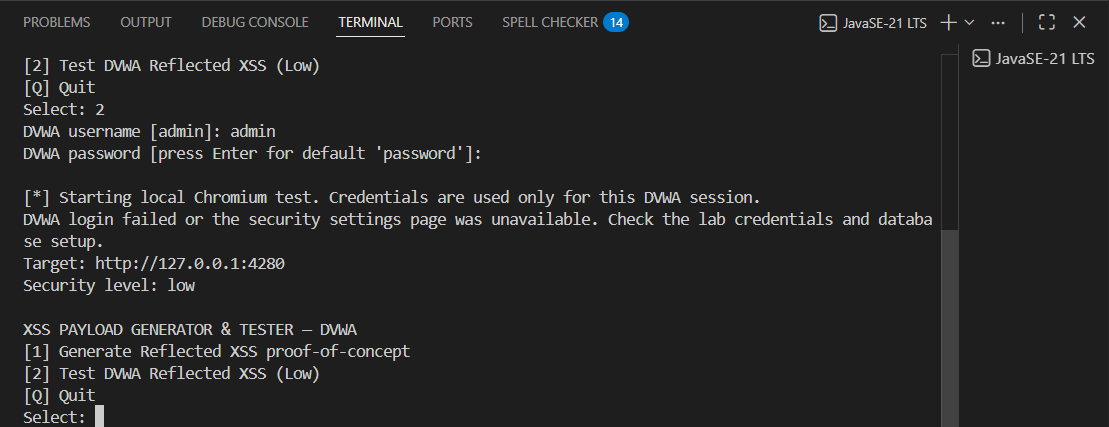 PROBLEMS OUTPUT DEBUG CONSOLE TERMINAL PORTS SPELL CHECKER 14 JavaSE-21 LTS
JavaSE-21 LTS
[2] Test DVWA Reflected XSS (Low)
[Q] Quit
Select: 2
DVWA username [admin]: admin
DVWA password [press Enter for default 'password']:
[*] Starting local Chromium test. Credentials are used only for this DVWA session.
DVWA login failed or the security settings page was unavailable. Check the lab credentials and databa
se setup.
Target: http://127.0.0.1:4280
Security level: low
XSS PAYLOAD GENERATOR & TESTER — DVWA
[1] Generate Reflected XSS proof-of-concept
[2] Test DVWA Reflected XSS (Low)
[Q] Quit
Select: